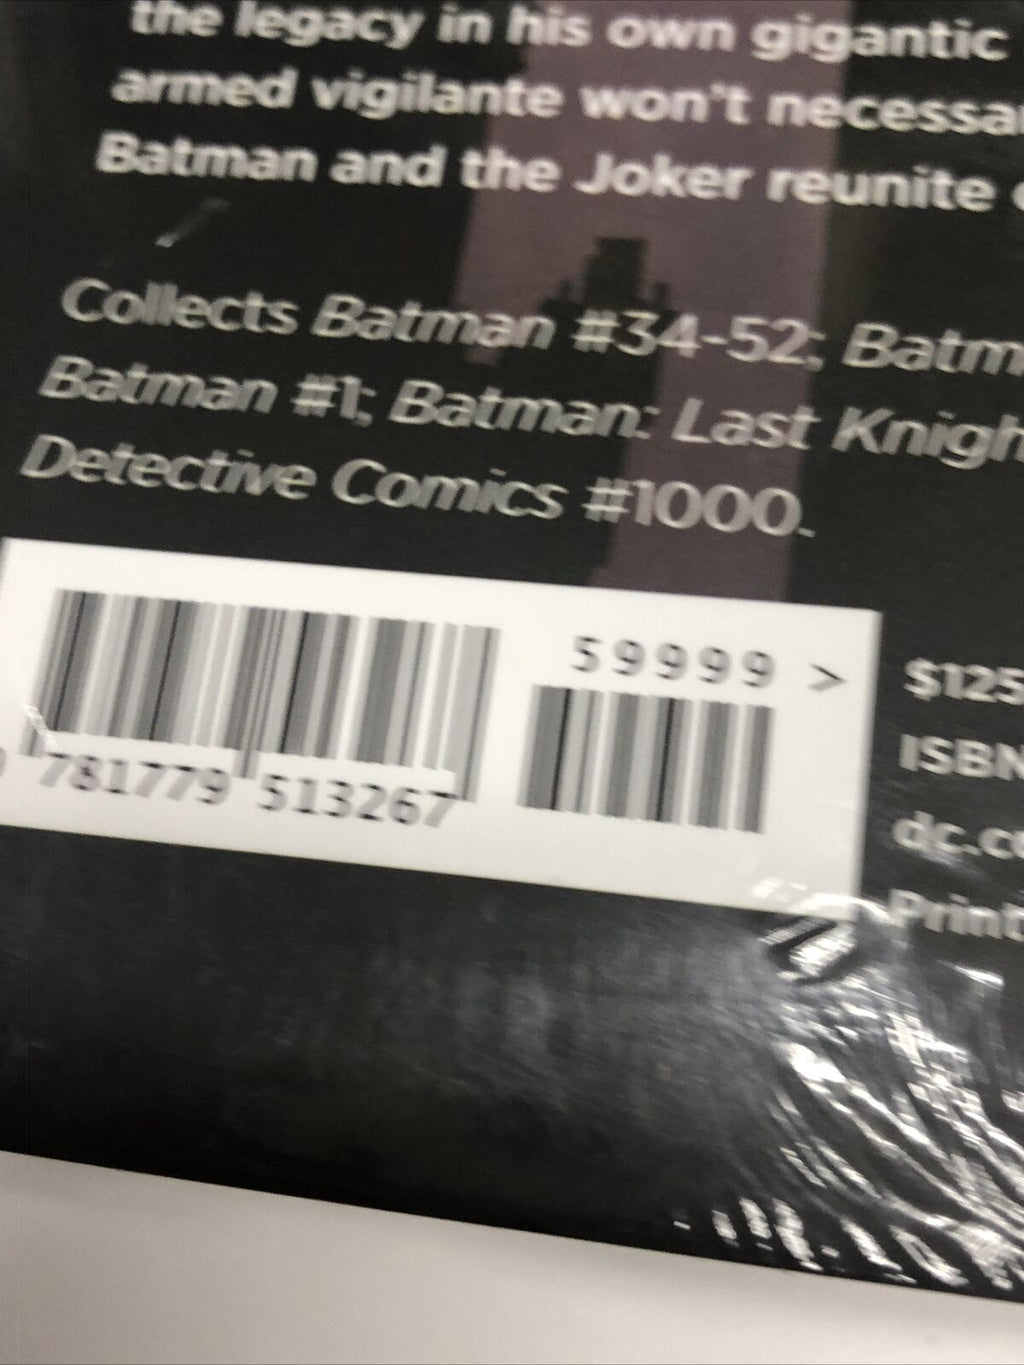 the legacy in his own gigantic
armed vigilante won't necessa
Batman and the Joker reunite
Collects Batman #34-52; Batm
Batman #1; Batman: Last Knigh
Detective Comics #1000.
59999 >
$125
ISBN
781779 513267
dc.co
Print